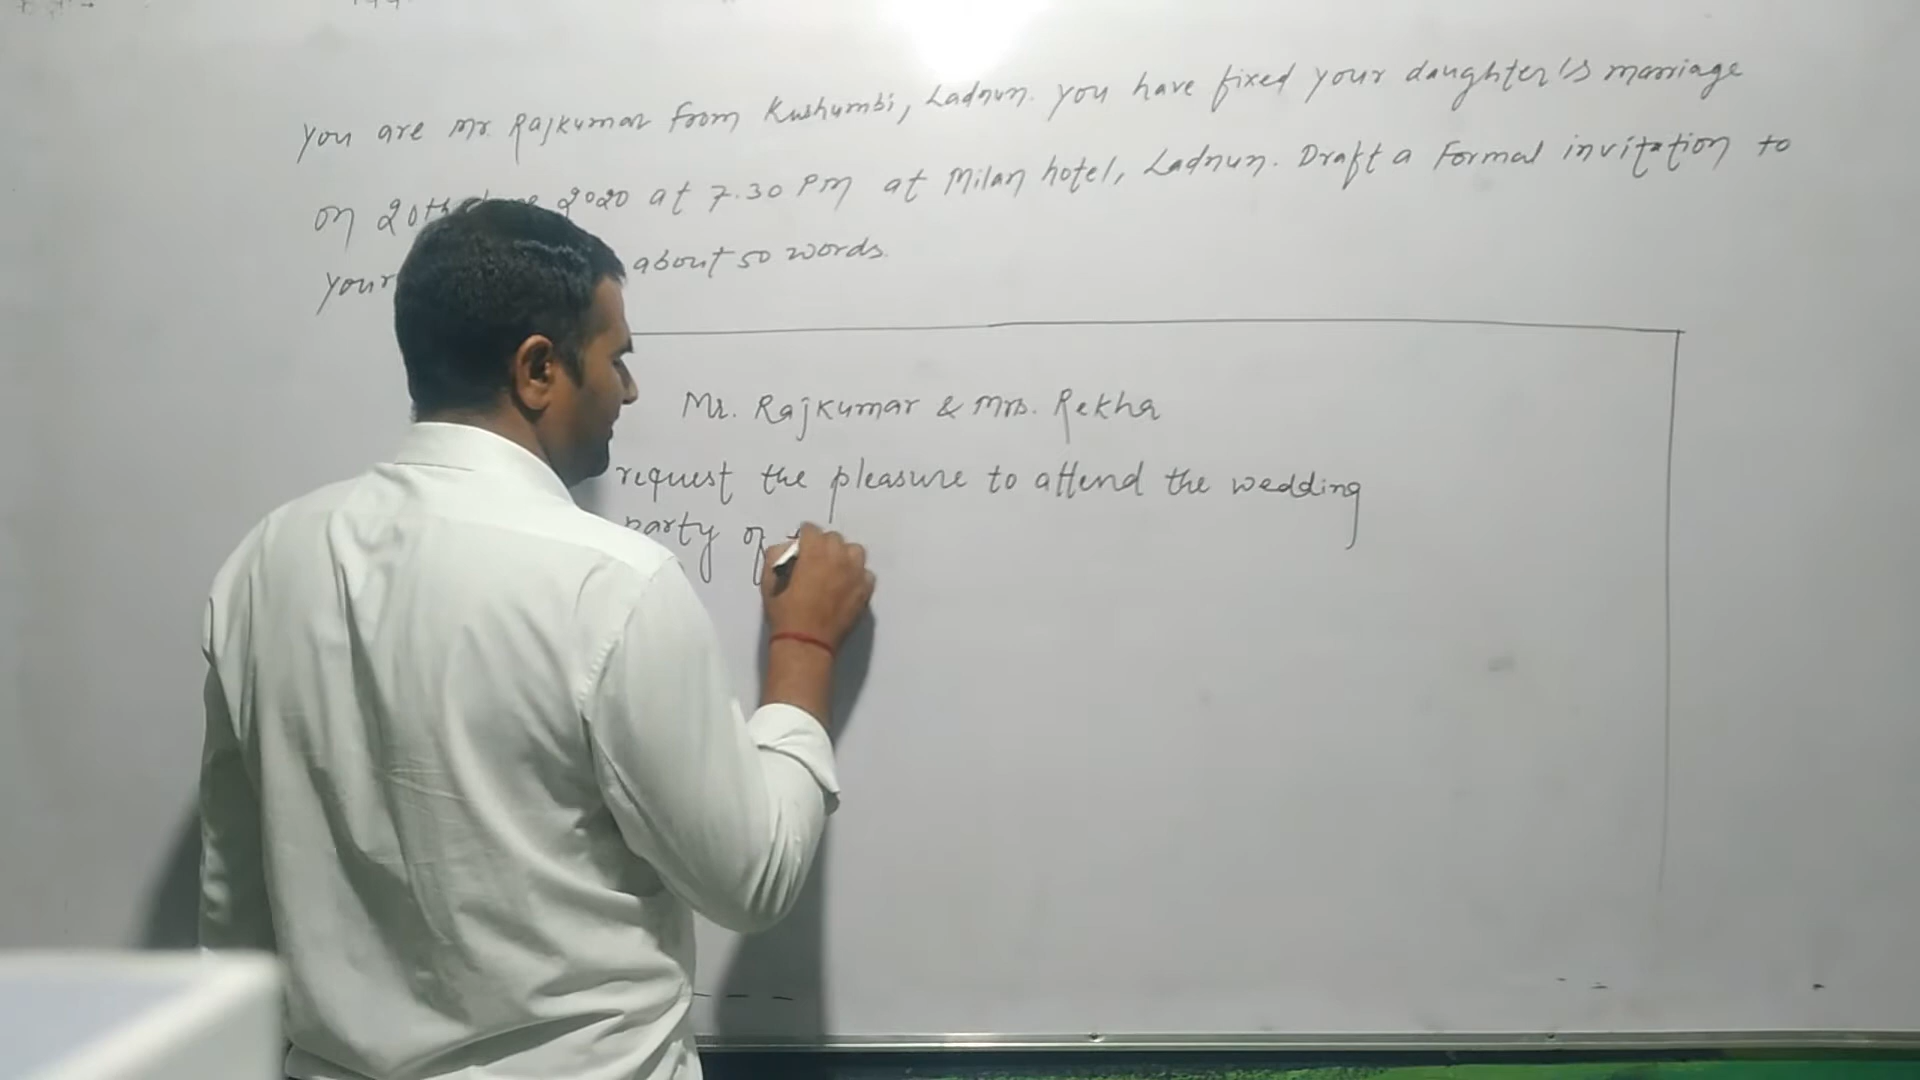 you are Mr. Rajkumar from Kushumbi, Ladnun. you have fixed your daughter's marriage
on 20th 2020 at 7.30 PM at Milan hotel, Ladnun. Draft a Formal invitation to
your about 50 words.
Mr. Rajkumar & Mrs. Rekha
request the pleasure to attend the wedding
party of